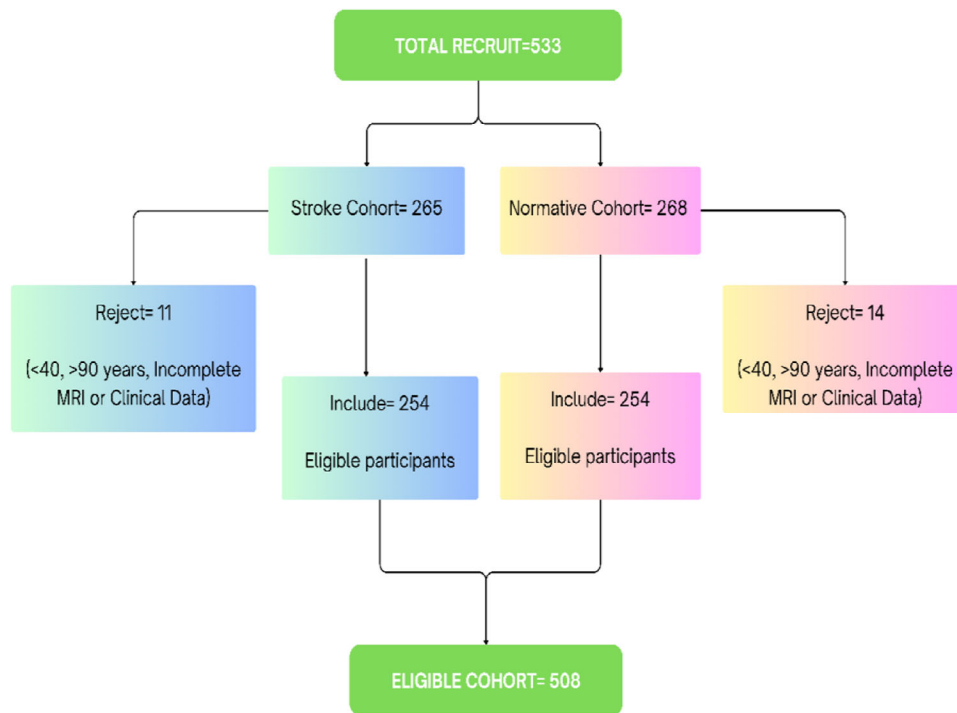 TOTAL RECRUIT=533
Stroke Cohort= 265
Normative Cohort= 268
Reject= 11
(<40, >90 years, Incomplete
MRI or Clinical Data)
Reject= 14
(<40, >90 years, Incomplete
MRI or Clinical Data)
Include= 254
Eligible participants
Include= 254
Eligible participants
ELIGIBLE COHORT= 508